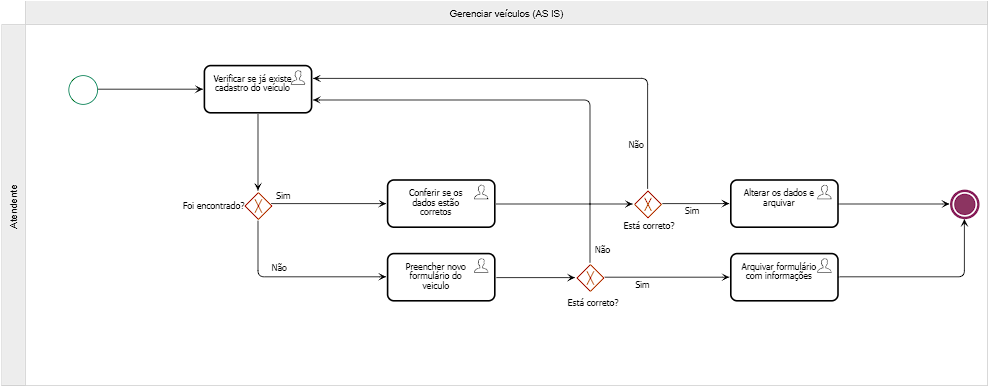 Gerenciar veículos (AS IS)
Atendente
Verificar se já existe
cadastro do veículo
Não
Foi encontrado?
Sim
Conferir se os
dados estão
corretos
Está correto?
Sim
Alterar os dados e
arquivar
Não
Preencher novo
formulário do
veiculo
Não
Está correto?
Sim
Arquivar formulário
com informações